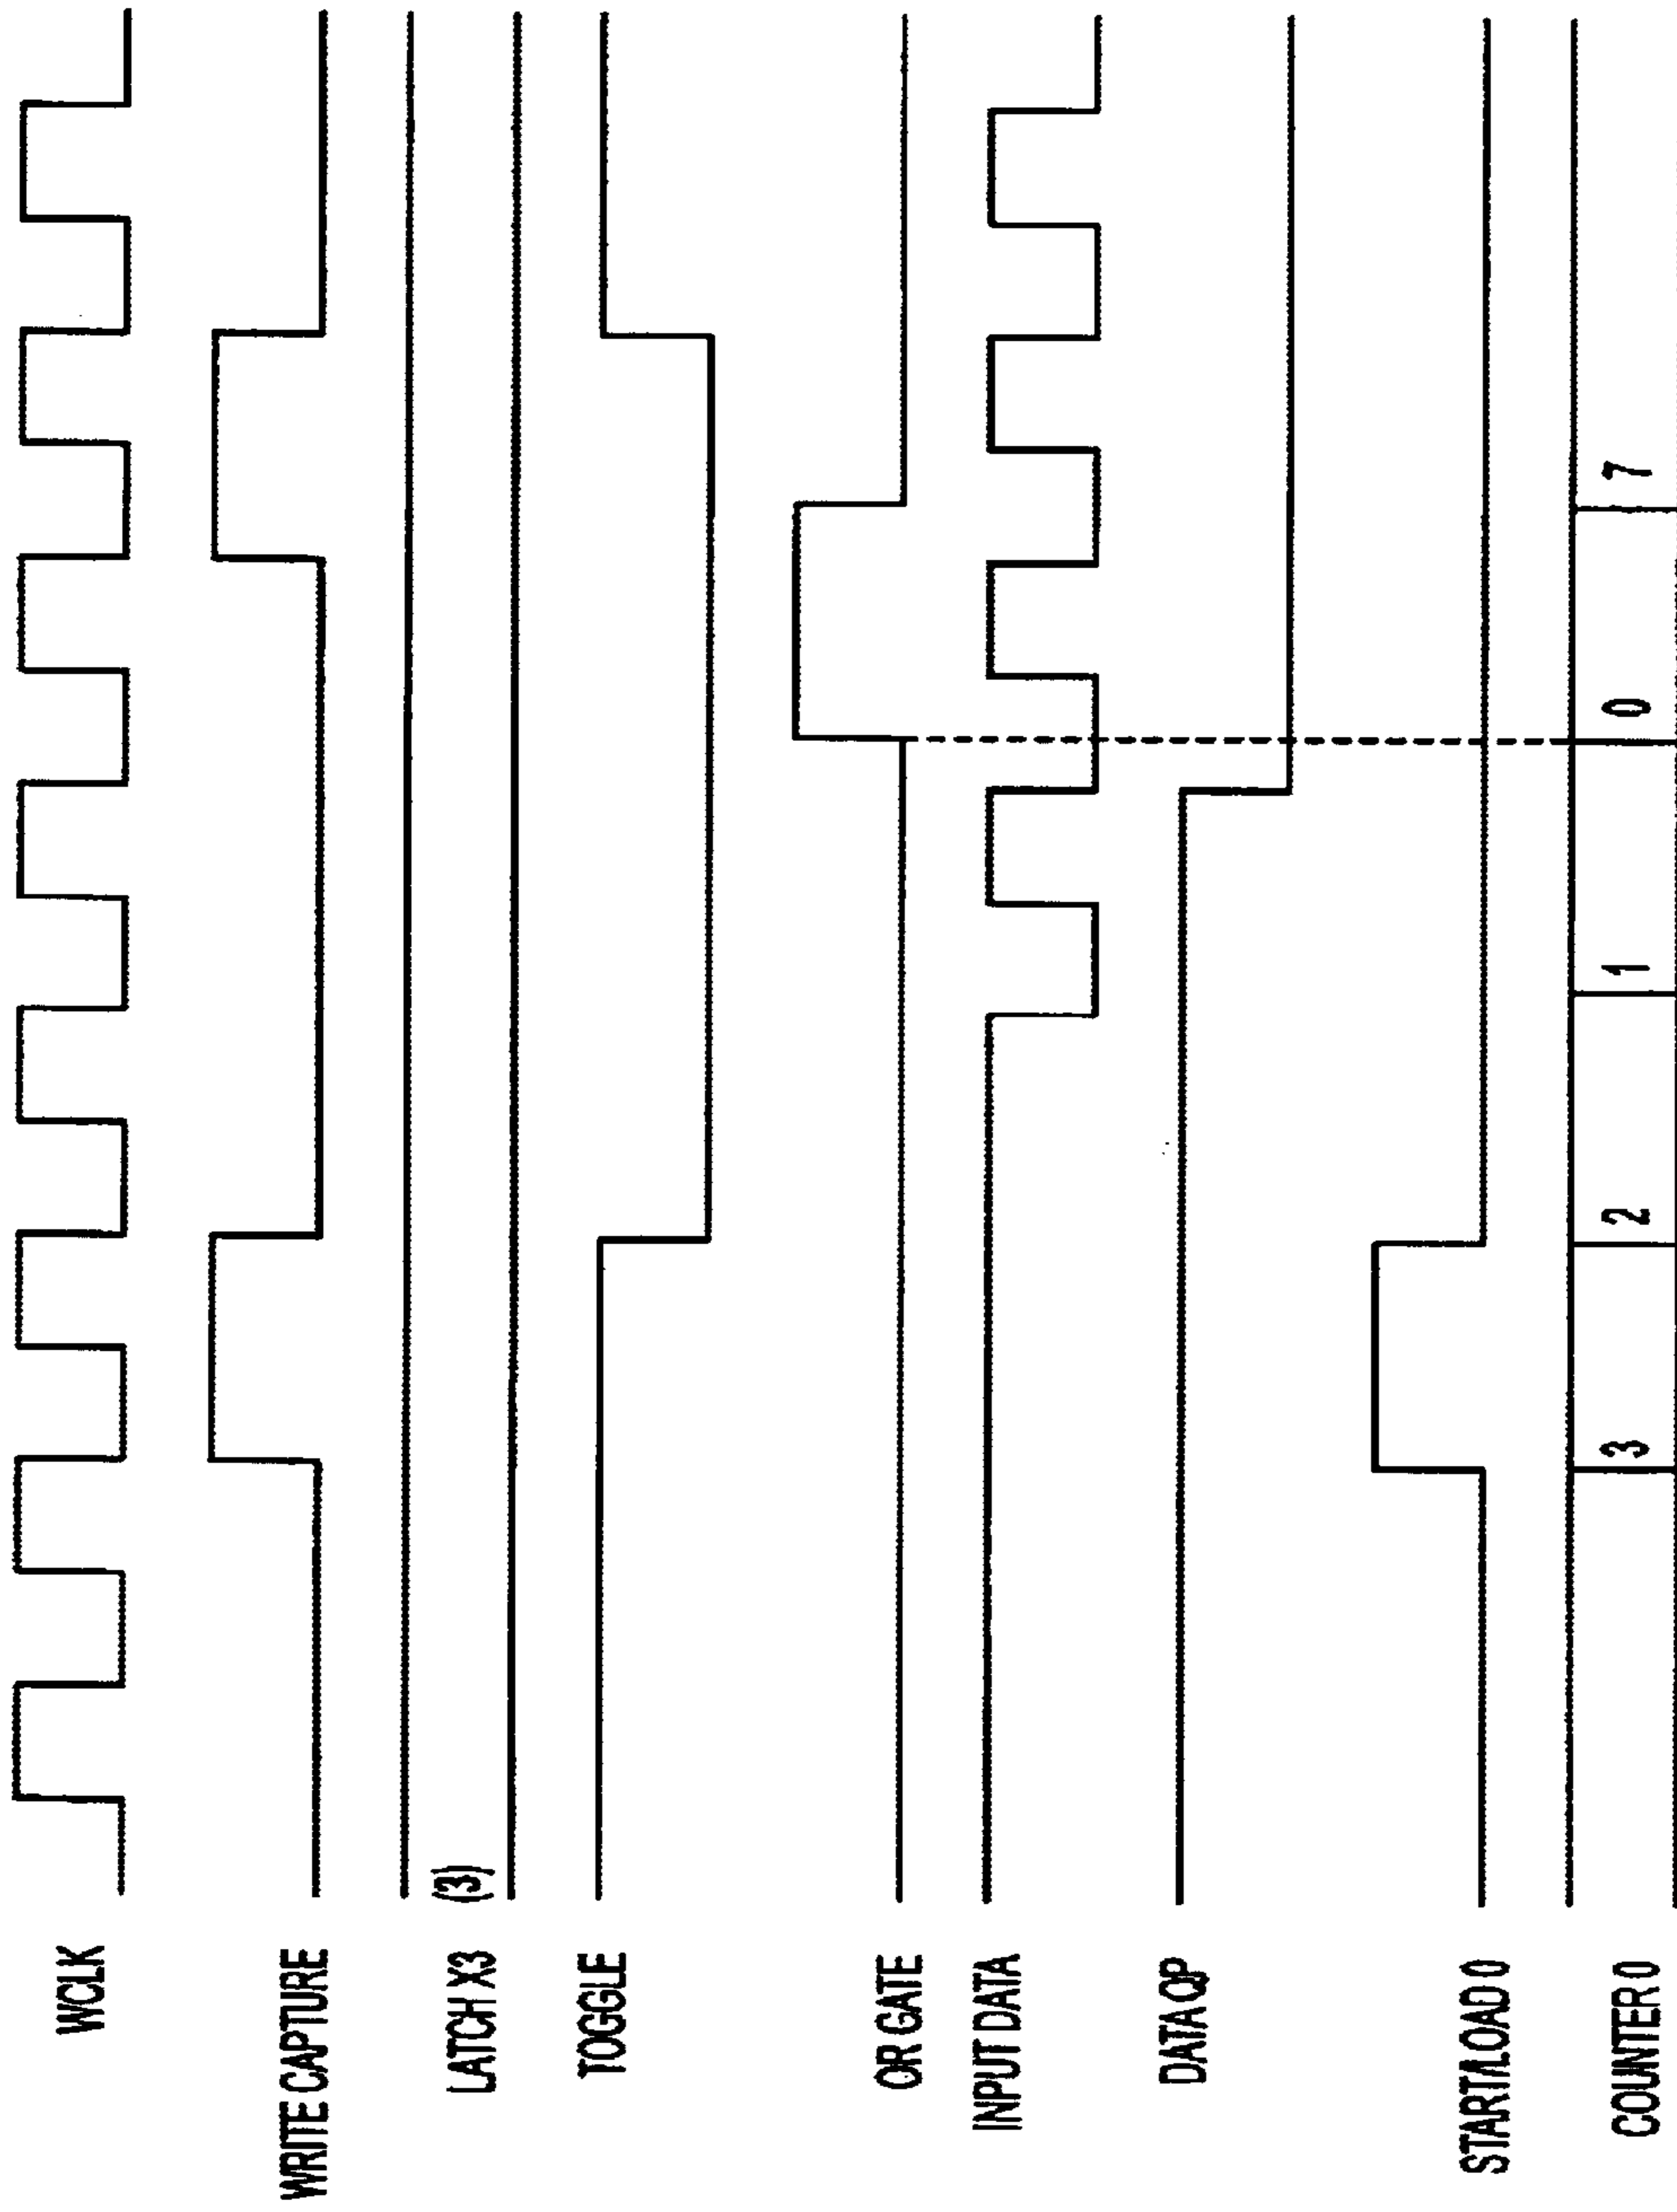 WCLK
WRITE CAPTURE
LATCH X3 (3)
TOGGLE
OR GATE
INPUT DATA
DATA QP
START/LOAD 0
COUNTER 0 3 2 1 0 7